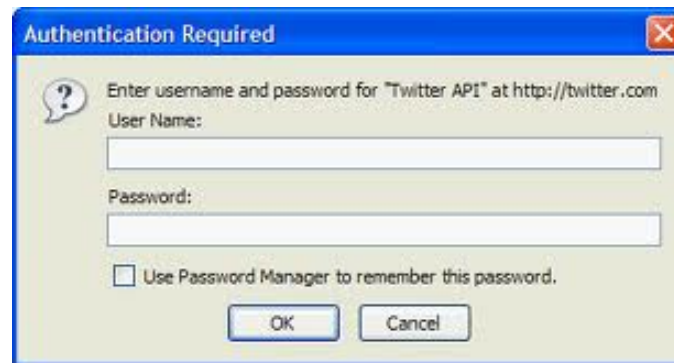 Authentication Required
Enter username and password for "Twitter API" at http://twitter.com
User Name:
Password:
Use Password Manager to remember this password.
OK Cancel